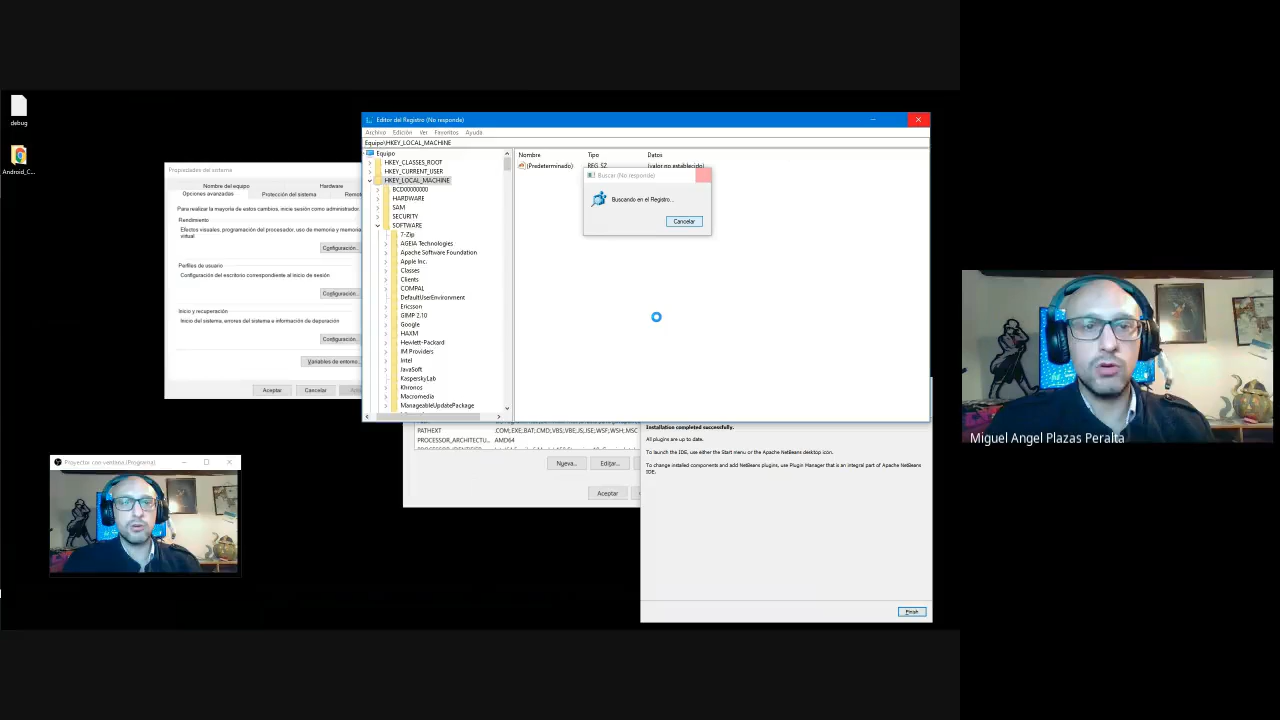 debug
Android_C...
Propiedades del sistema
Nombre del equipo
Hardware
Opciones avanzadas
Protección del sistema
Remot
Para realizar la mayoría de estos cambios, inicie sesión como administrador.
Rendimiento
Efectos visuales, programación del procesador, uso de memoria y memoria
virtual
Configuración...
Perfiles de usuario
Configuración del escritorio correspondiente al inicio de sesión
Configuración...
Inicio y recuperación
Inicio del sistema, errores del sistema e información de depuración
Configuración...
Variables de entorno...
Aceptar
Cancelar
Editor del Registro (No responde)
Archivo Edición Ver Favoritos Ayuda
Equipo\HKEY_LOCAL_MACHINE
Equipo
HKEY_CLASSES_ROOT
HKEY_CURRENT_USER
HKEY_LOCAL_MACHINE
BCD00000000
HARDWARE
SAM
SECURITY
SOFTWARE
7-Zip
AGEIA Technologies
Apache Software Foundation
Apple Inc.
Classes
Clients
COMPAL
DefaultUserEnvironment
Ericsson
GIMP 2.10
Google
HAXM
Hewlett-Packard
IM Providers
Intel
JavaSoft
KasperskyLab
Khronos
Macromedia
ManageableUpdatePackage
Nombre Tipo Datos
(Predeterminado) REG_SZ (valor no establecido)
Buscar (No responde)
Buscando en el Registro...
Cancelar
PATHEXT .COM;.EXE;.BAT;.CMD;.VBS;.VBE;.JS;.JSE;.WSF;.WSH;.MSC
PROCESSOR_ARCHITECTU... AMD64
Nueva...
Editar...
Aceptar
Installation completed successfully.
All plugins are up to date.
To launch the IDE, use either the Start menu or the Apache NetBeans desktop icon.
To change installed components and add NetBeans plugins, use Plugin Manager that is an integral part of Apache NetBeans
IDE.
Finish
Proyector con ventana (Programa)
Miguel Angel Plazas Peralta